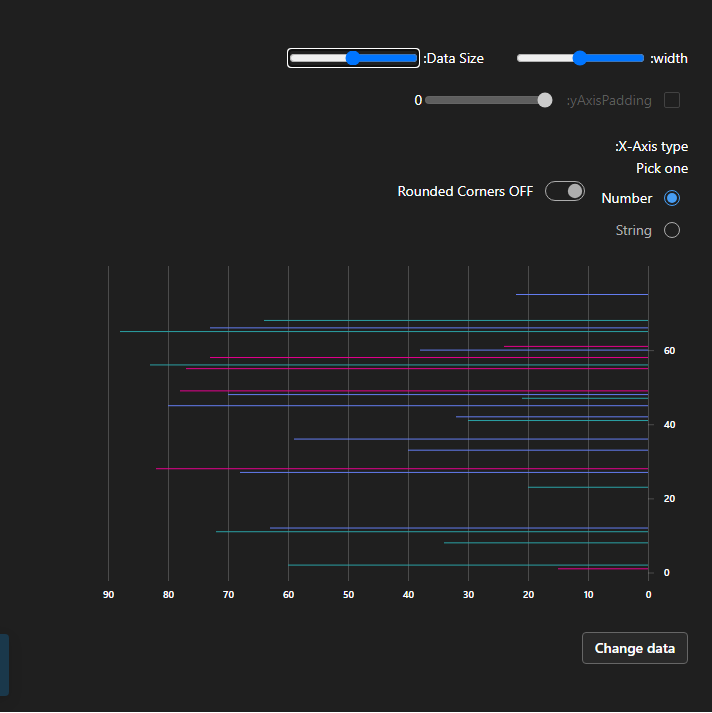 :width
:Data Size
:yAxisPadding
0
:X-Axis type
Pick one
Number
Rounded Corners OFF
String
60
40
20
0
90 80 70 60 50 40 30 20 10 0
Change data